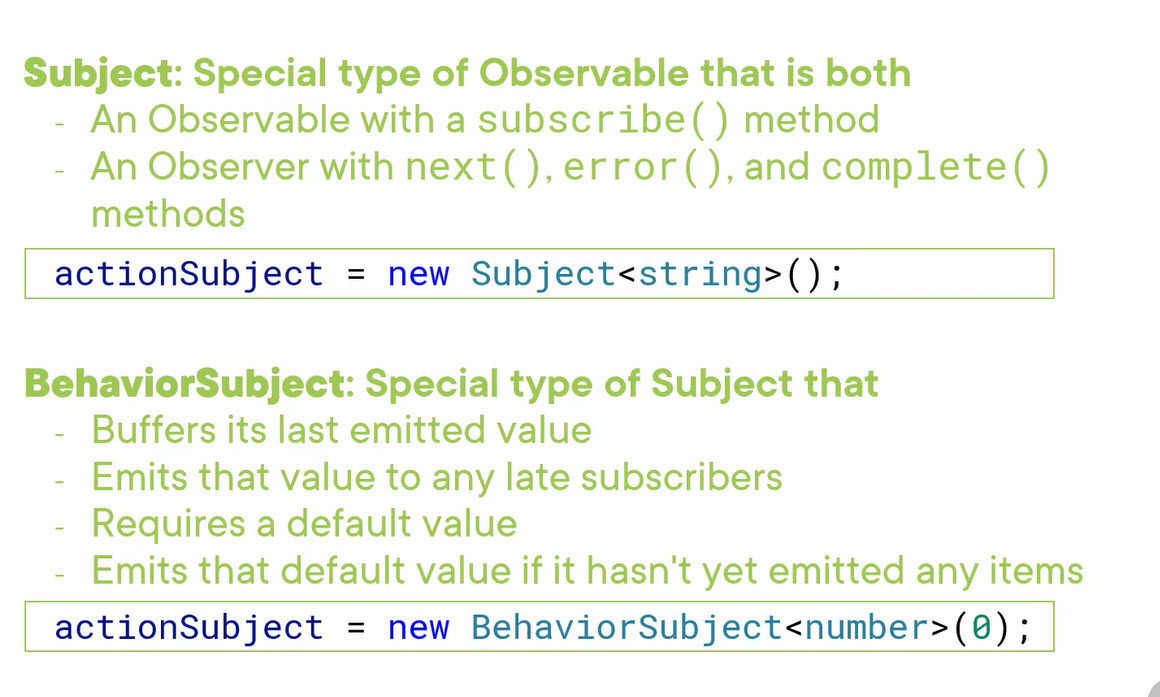 Subject: Special type of Observable that is both
- An Observable with a subscribe() method
- An Observer with next(), error(), and complete()
methods
actionSubject = new Subject<string>();
BehaviorSubject: Special type of Subject that
- Buffers its last emitted value
- Emits that value to any late subscribers
- Requires a default value
- Emits that default value if it hasn't yet emitted any items
actionSubject = new BehaviorSubject<number>(0);